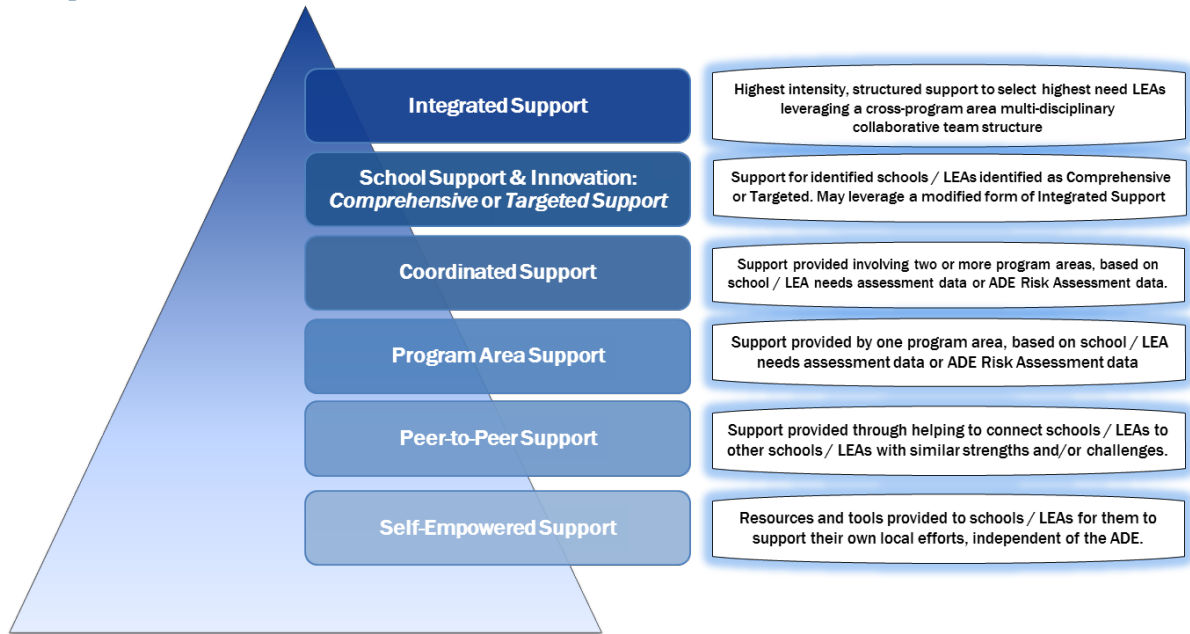 Integrated Support
Highest intensity, structured support to select highest need LEAs
leveraging a cross-program area multi-disciplinary
collaborative team structure
School Support & Innovation:
Comprehensive or Targeted Support
Support for identified schools / LEAs identified as Comprehensive
or Targeted. May leverage a modified form of Integrated Support
Coordinated Support
Support provided involving two or more program areas, based on
school / LEA needs assessment data or ADE Risk Assessment data.
Program Area Support
Support provided by one program area, based on school / LEA
needs assessment data or ADE Risk Assessment data
Peer-to-Peer Support
Support provided through helping to connect schools / LEAs to
other schools / LEAs with similar strengths and/or challenges.
Self-Empowered Support
Resources and tools provided to schools / LEAs for them to
support their own local efforts, independent of the ADE.